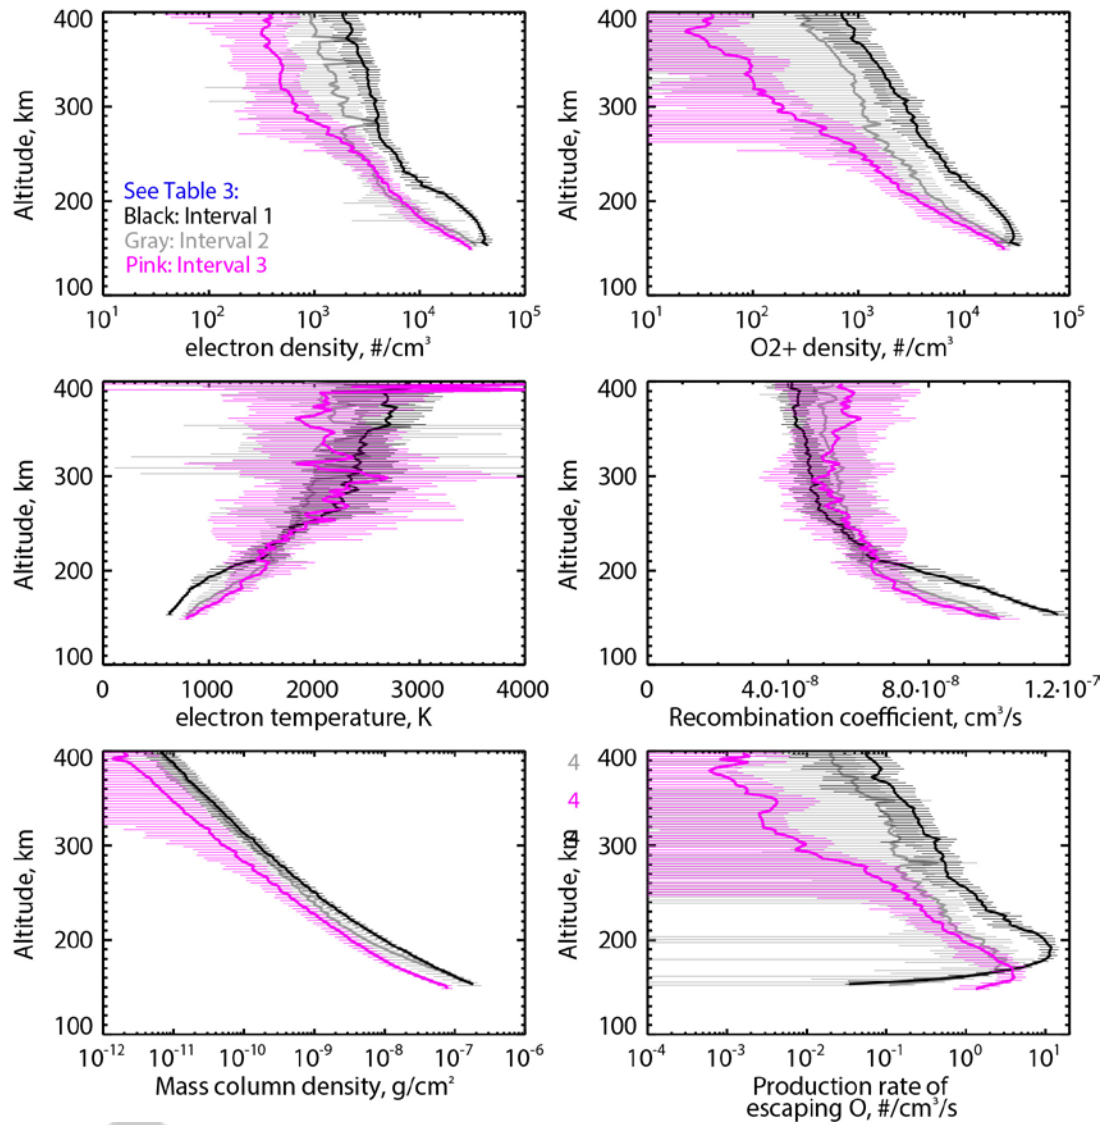 400
300
200
100
Altitude, km
See Table 3:
Black: Interval 1
Gray: Interval 2
Pink: Interval 3
10¹ 10² 10³ 10⁴ 10⁵
electron density, #/cm³
400
300
200
100
Altitude, km
10¹ 10² 10³ 10⁴ 10⁵
O2+ density, #/cm³
400
300
200
100
Altitude, km
0 1000 2000 3000 4000
electron temperature, K
400
300
200
100
Altitude, km
0 4.0·10⁻⁸ 8.0·10⁻⁸ 1.2·10⁻⁷
Recombination coefficient, cm³/s
400
300
200
100
Altitude, km
10⁻¹² 10⁻¹¹ 10⁻¹⁰ 10⁻⁹ 10⁻⁸ 10⁻⁷ 10⁻⁶
Mass column density, g/cm²
4
4
400
300
200
100
Altitude, km
10⁻⁴ 10⁻³ 10⁻² 10⁻¹ 10⁰ 10¹
Production rate of
escaping O, #/cm³/s